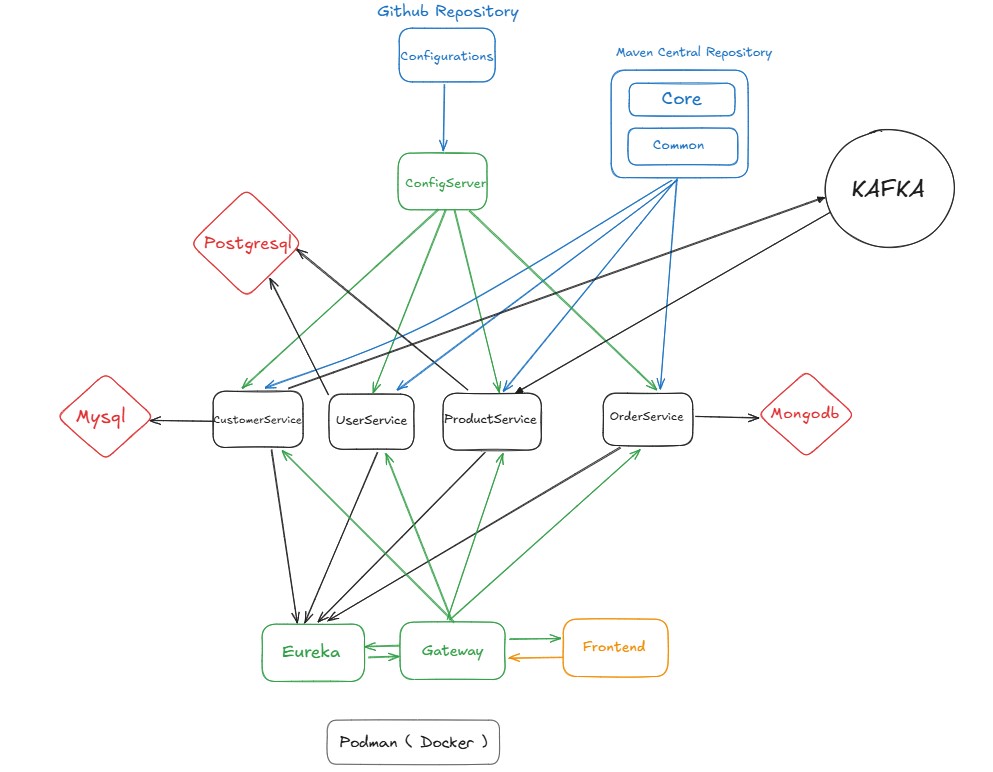 Github Repository
Configurations
Maven Central Repository
Core
Common
ConfigServer
KAFKA
Postgresql
Mysql
CustomerService
UserService
ProductService
OrderService
Mongodb
Eureka
Gateway
Frontend
Podman ( Docker )